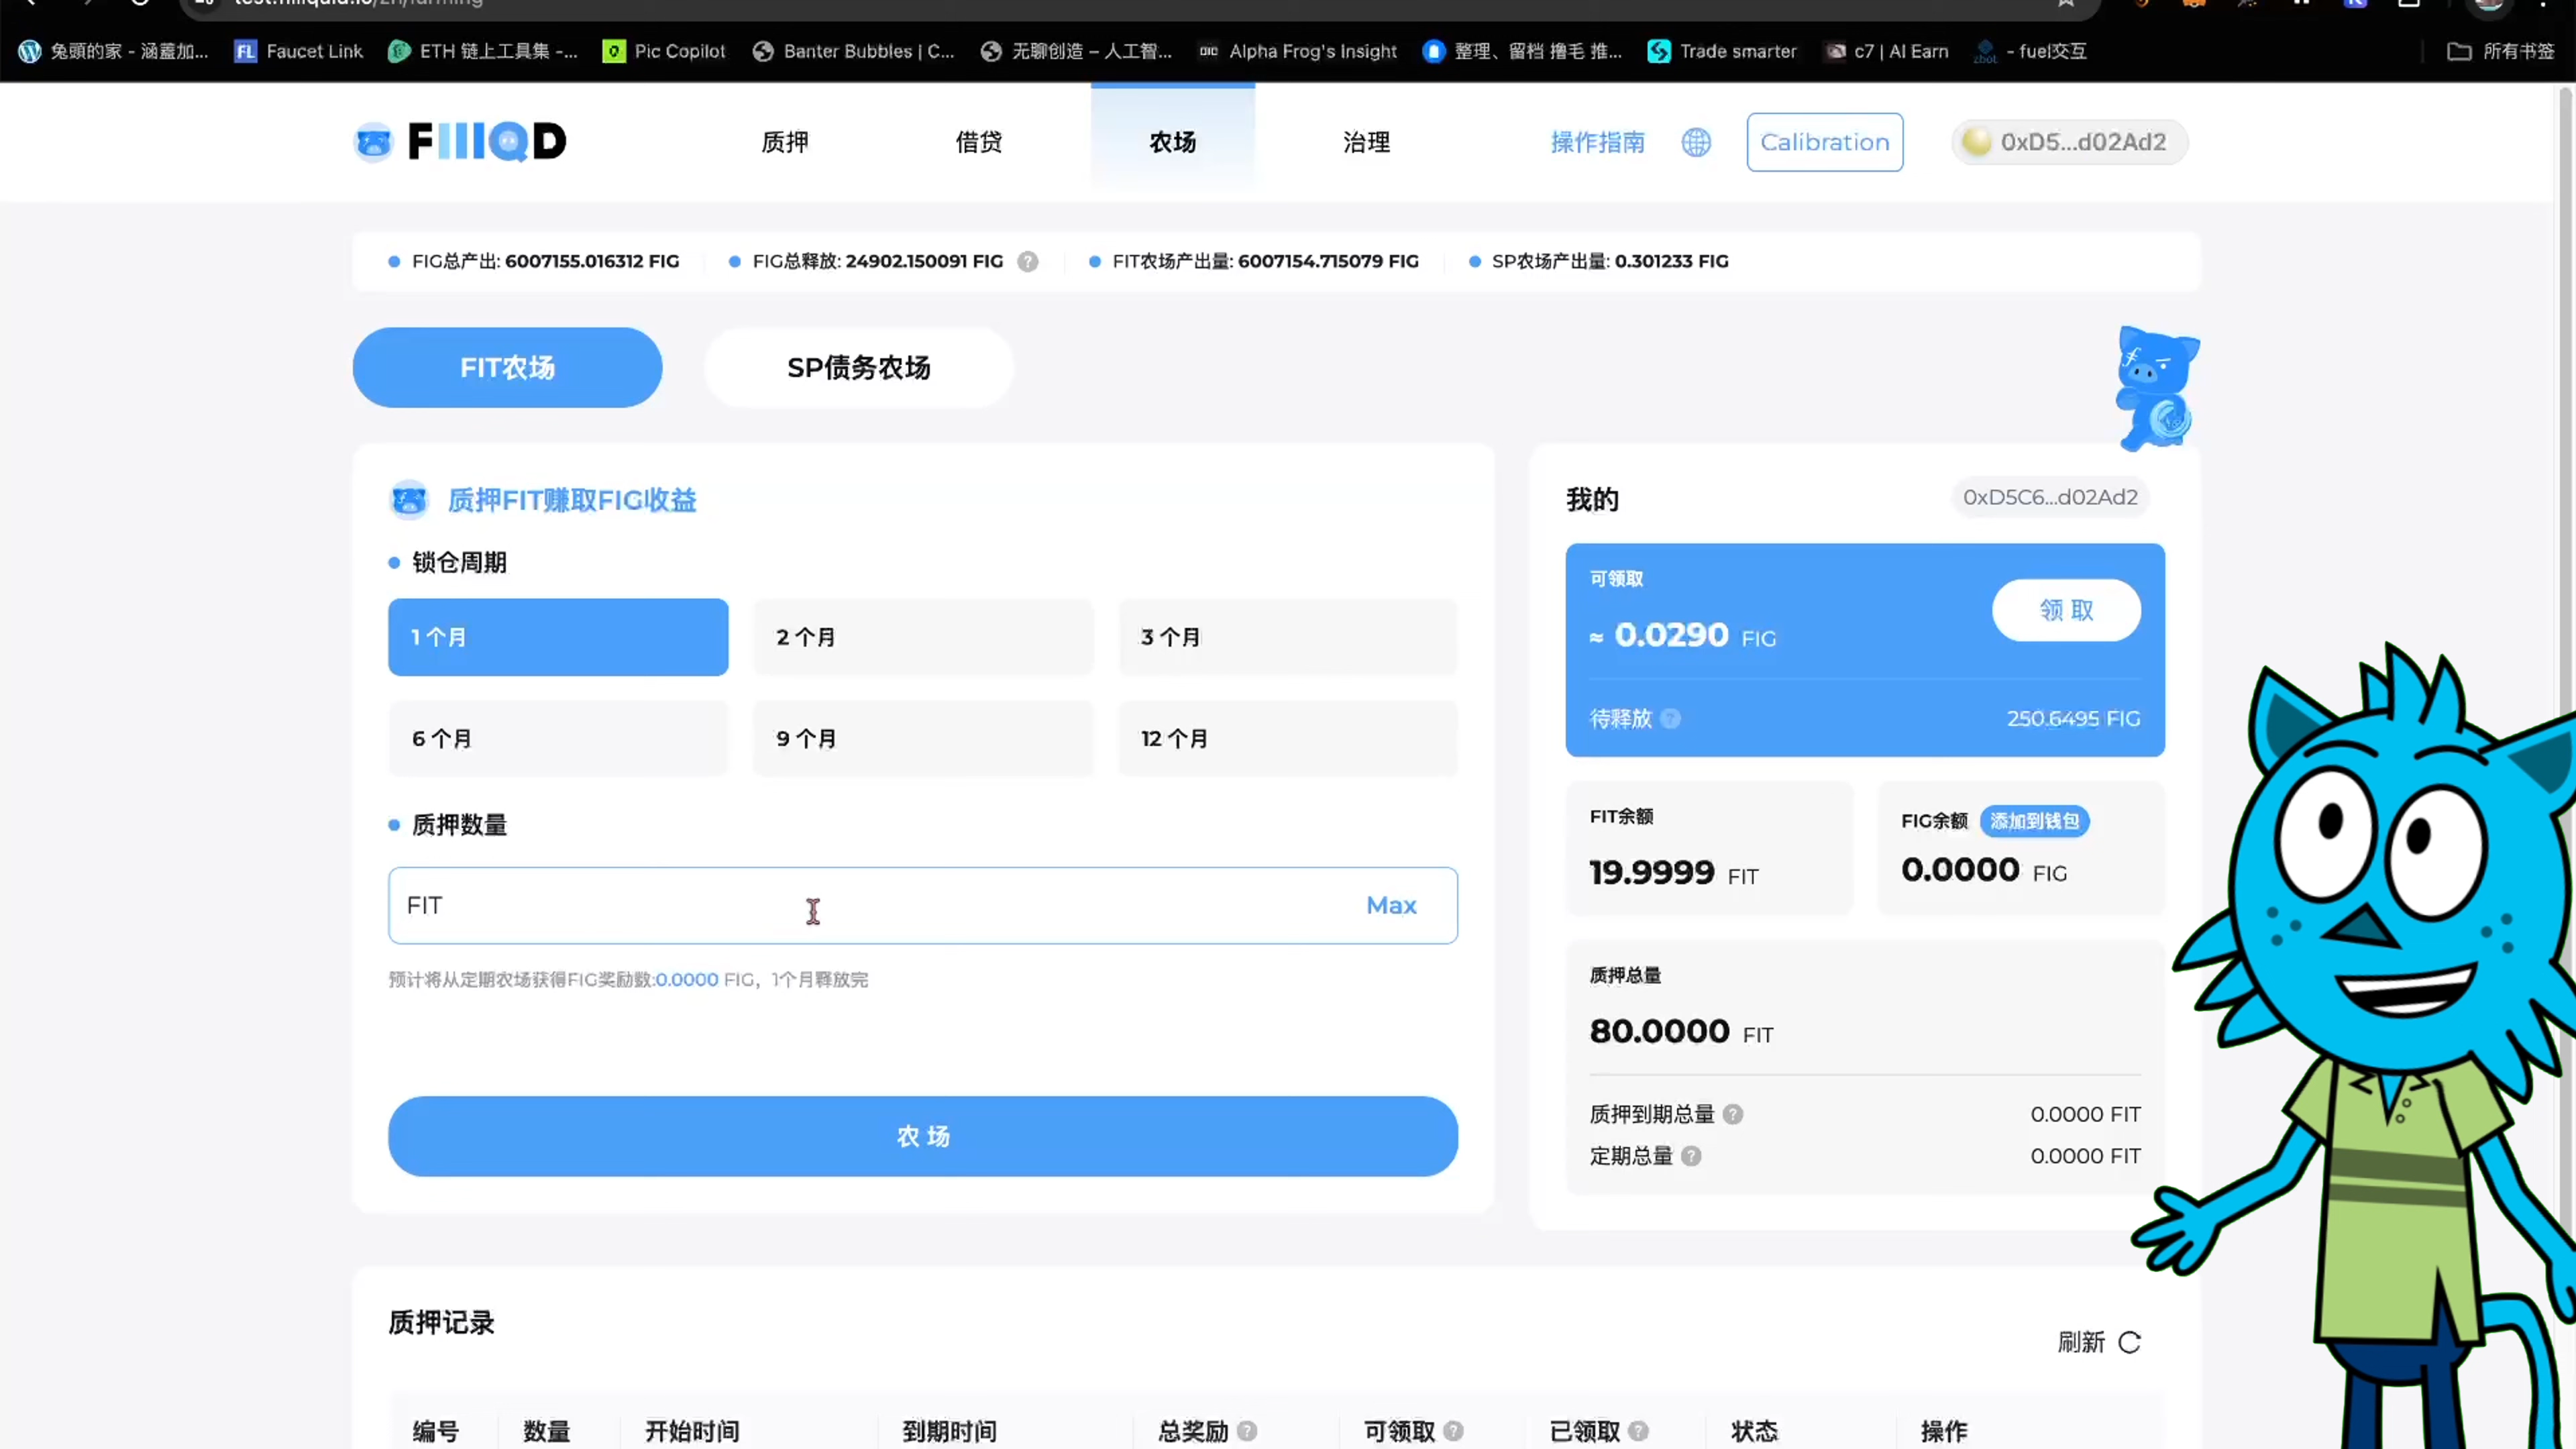 兔頭的家 - 涵蓋加... Faucet Link ETH 链上工具集 -... Pic Copilot Banter Bubbles | C... 无聊创造 – 人工智... Alpha Frog's Insight 整理、留档 撸毛 推... Trade smarter c7 | AI Earn - fuel交互 所有书签
FIllIQD 质押 借贷 农场 治理 操作指南 Calibration 0xD5...d02Ad2
FIG总产出: 6007155.016312 FIG FIG总释放: 24902.150091 FIG FIT农场产出量: 6007154.715079 FIG SP农场产出量: 0.301233 FIG
FIT农场 SP债务农场
质押FIT赚取FIG收益
锁仓周期
1 个月 2 个月 3 个月
6 个月 9 个月 12 个月
质押数量
FIT Max
预计将从定期农场获得FIG奖励数:0.0000 FIG，1个月释放完
农 场
我的 0xD5C6...d02Ad2
可领取
≈ 0.0290 FIG 领 取
待释放 250.6495 FIG
FIT余额
19.9999 FIT
FIG余额 添加到钱包
0.0000 FIG
质押总量
80.0000 FIT
质押到期总量 0.0000 FIT
定期总量 0.0000 FIT
质押记录
刷新
编号 数量 开始时间 到期时间 总奖励 可领取 已领取 状态 操作